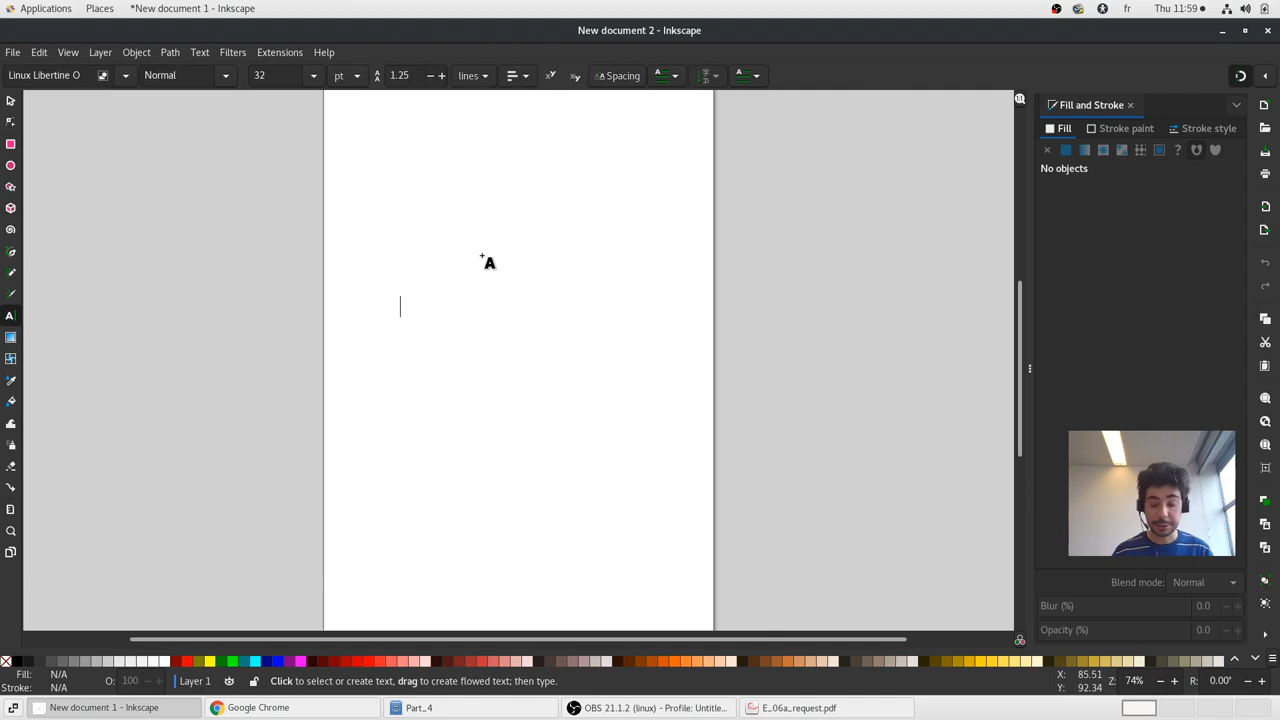 Applications Places *New document 1 - Inkscape fr Thu 11:59
New document 2 - Inkscape
File Edit View Layer Object Path Text Filters Extensions Help
Linux Libertine O Normal 32 pt 1.25 lines Spacing
Fill and Stroke
Fill Stroke paint Stroke style
No objects
A
Blend mode: Normal
Blur (%) 0.0
Opacity (%) 0.0
Fill: N/A
Stroke: N/A
O: 100 Layer 1 Click to select or create text, drag to create flowed text; then type.
X: 85.51
Y: 92.34
Z: 74% R: 0.00°
New document 1 - Inkscape Google Chrome Part_4 OBS 21.1.2 (linux) - Profile: Untitle... E_06a_request.pdf